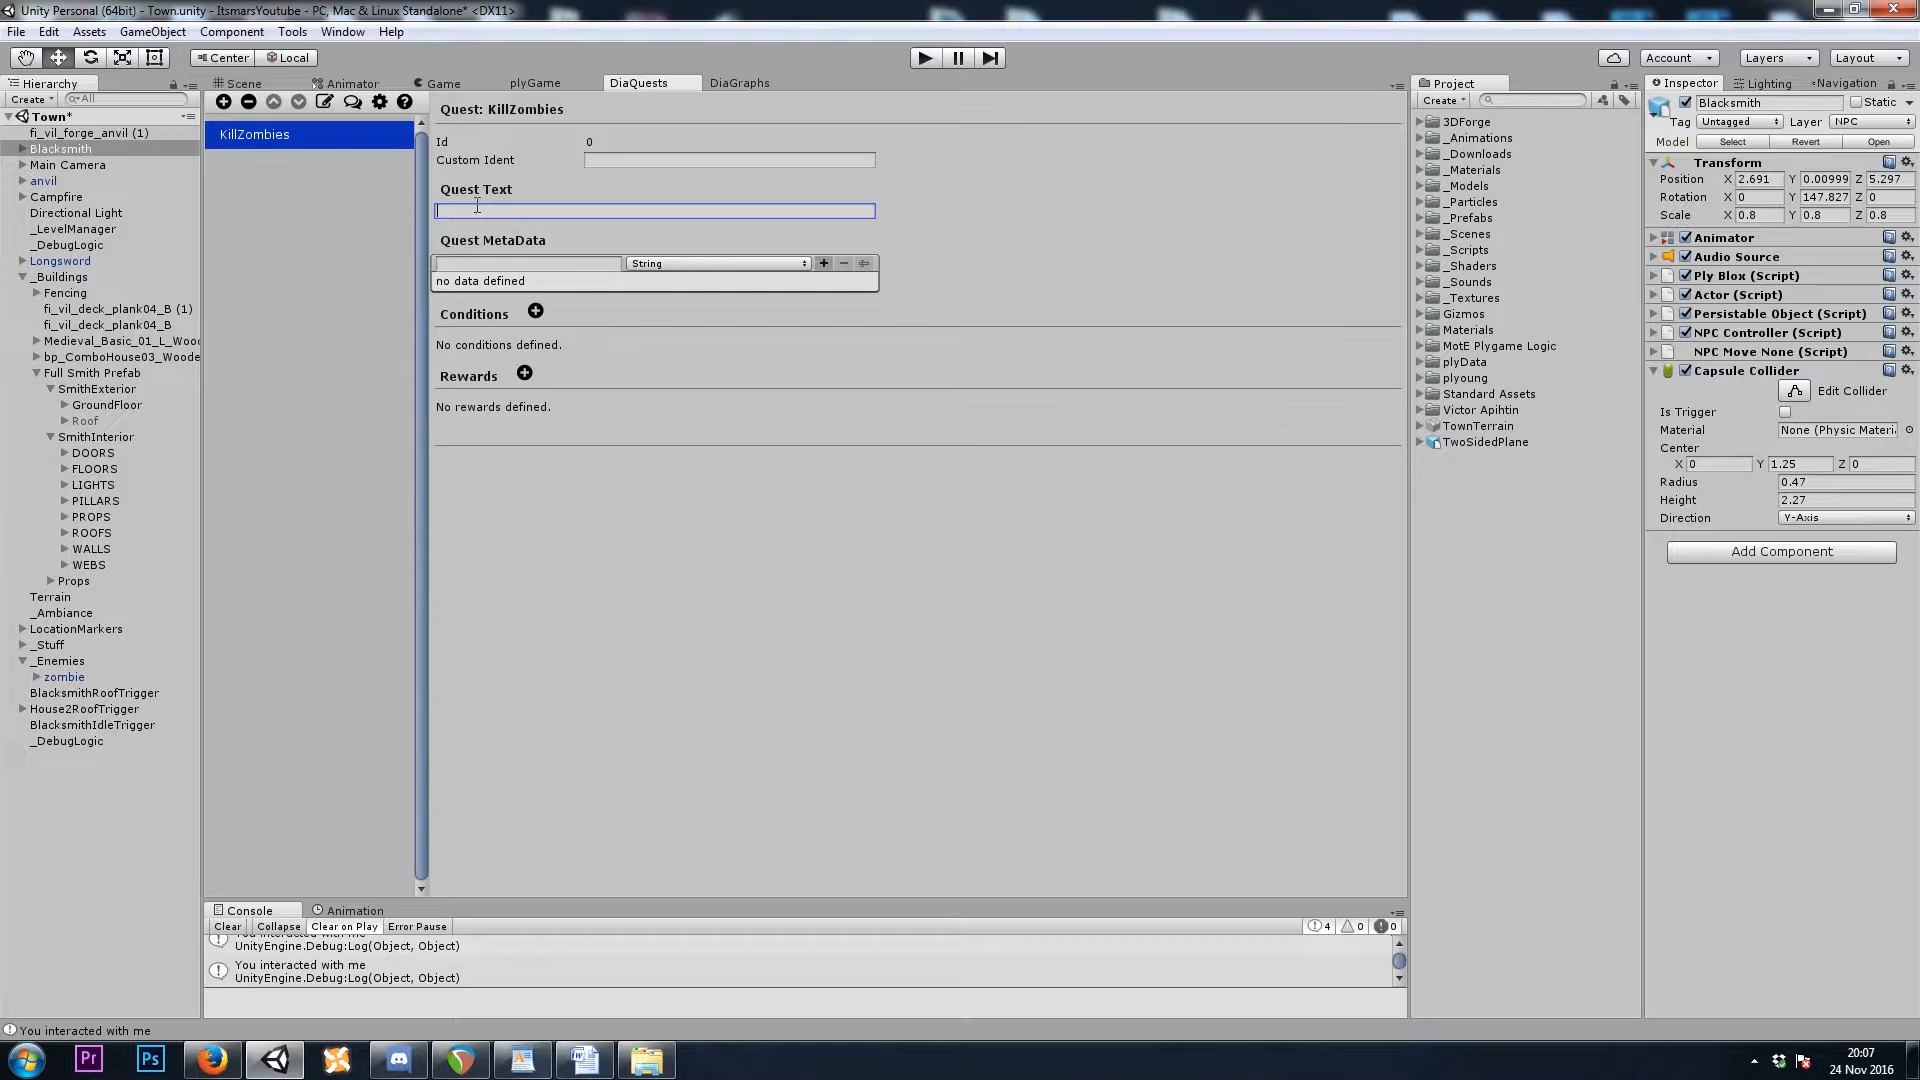 Unity Personal (64bit) - Town.unity - ItsmarsYoutube - PC, Mac & Linux Standalone* <DX11>
File Edit Assets GameObject Component Tools Window Help
Center Local
Account Layers Layout
Hierarchy
Create All
Town*
fi_vil_forge_anvil (1)
Blacksmith
Main Camera
anvil
Campfire
Directional Light
_LevelManager
_DebugLogic
Longsword
_Buildings
Fencing
fi_vil_deck_plank04_B (1)
fi_vil_deck_plank04_B
Medieval_Basic_01_L_Wood
bp_ComboHouse03_Woode
Full Smith Prefab
SmithExterior
GroundFloor
Roof
SmithInterior
DOORS
FLOORS
LIGHTS
PILLARS
PROPS
ROOFS
WALLS
WEBS
Props
Terrain
_Ambiance
LocationMarkers
_Stuff
_Enemies
zombie
BlacksmithRoofTrigger
House2RoofTrigger
BlacksmithIdleTrigger
_DebugLogic
Scene Animator Game plyGame DiaQuests DiaGraphs
KillZombies
Quest: KillZombies
Id 0
Custom Ident
Quest Text
Quest MetaData
String
no data defined
Conditions
No conditions defined.
Rewards
No rewards defined.
Console Animation
Clear Collapse Clear on Play Error Pause 4 0 0
You interacted with me
UnityEngine.Debug:Log(Object, Object)
You interacted with me
UnityEngine.Debug:Log(Object, Object)
Project
Create
3DForge
_Animations
_Downloads
_Materials
_Models
_Particles
_Prefabs
_Scenes
_Scripts
_Shaders
_Sounds
_Textures
Gizmos
Materials
MotE Plygame Logic
plyData
plyoung
Standard Assets
Victor Apihtin
TownTerrain
TwoSidedPlane
Inspector Lighting Navigation
Blacksmith Static
Tag Untagged Layer NPC
Model Select Revert Open
Transform
Position X 2.691 Y 0.00999 Z 5.297
Rotation X 0 Y 147.827 Z 0
Scale X 0.8 Y 0.8 Z 0.8
Animator
Audio Source
Ply Blox (Script)
Actor (Script)
Persistable Object (Script)
NPC Controller (Script)
NPC Move None (Script)
Capsule Collider
Edit Collider
Is Trigger
Material None (Physic Materi
Center
X 0 Y 1.25 Z 0
Radius 0.47
Height 2.27
Direction Y-Axis
Add Component
You interacted with me
Pr Ps
20:07
24 Nov 2016